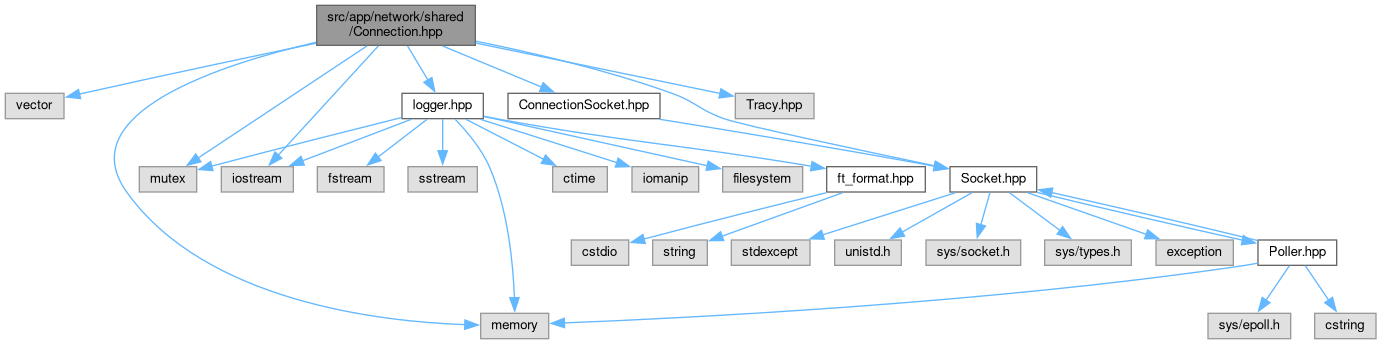 src/app/network/shared
/Connection.hpp
vector
logger.hpp
ConnectionSocket.hpp
Tracy.hpp
mutex
iostream
fstream
sstream
ctime
iomanip
filesystem
ft_format.hpp
Socket.hpp
cstdio
string
stdexcept
unistd.h
sys/socket.h
sys/types.h
exception
Poller.hpp
memory
sys/epoll.h
cstring